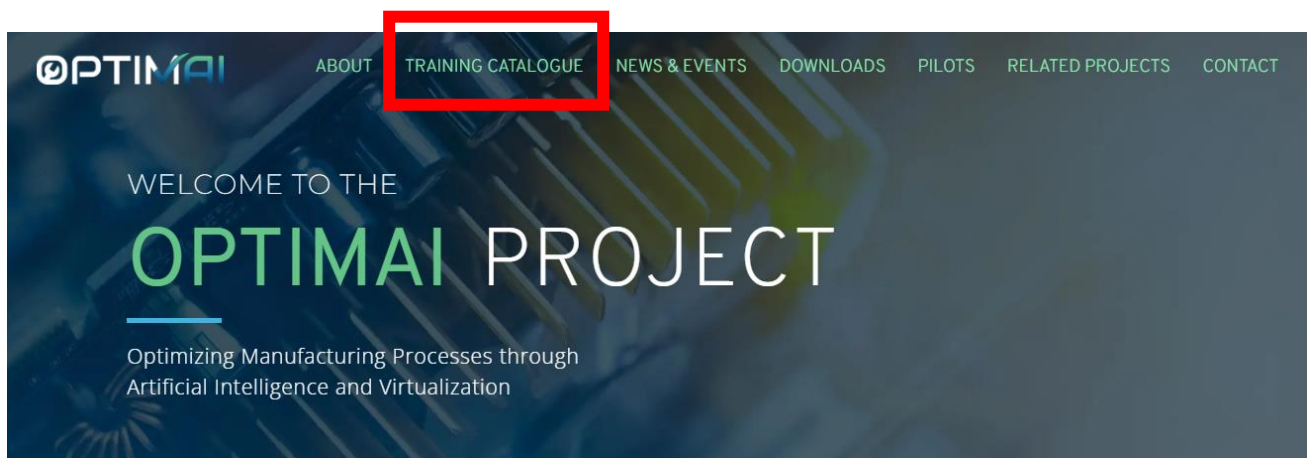 OPTIMAI ABOUT TRAINING CATALOGUE NEWS & EVENTS DOWNLOADS PILOTS RELATED PROJECTS CONTACT
WELCOME TO THE
OPTIMAI PROJECT
Optimizing Manufacturing Processes through
Artificial Intelligence and Virtualization